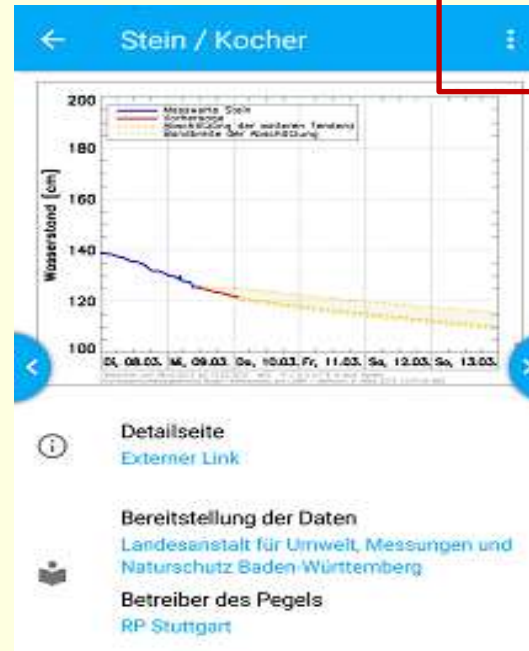 Stein / Kocher
200
180
160
140
120
100
Wasserstand [cm]
Messwerte Stein
Vorhersage
Abschätzung der weiteren Tendenz
Bandbreite der Abschätzung
Di, 08.03. Mi, 09.03. Do, 10.03. Fr, 11.03. Sa, 12.03. So, 13.03.
Detailseite
Externer Link
Bereitstellung der Daten
Landesanstalt für Umwelt, Messungen und
Naturschutz Baden-Württemberg
Betreiber des Pegels
RP Stuttgart